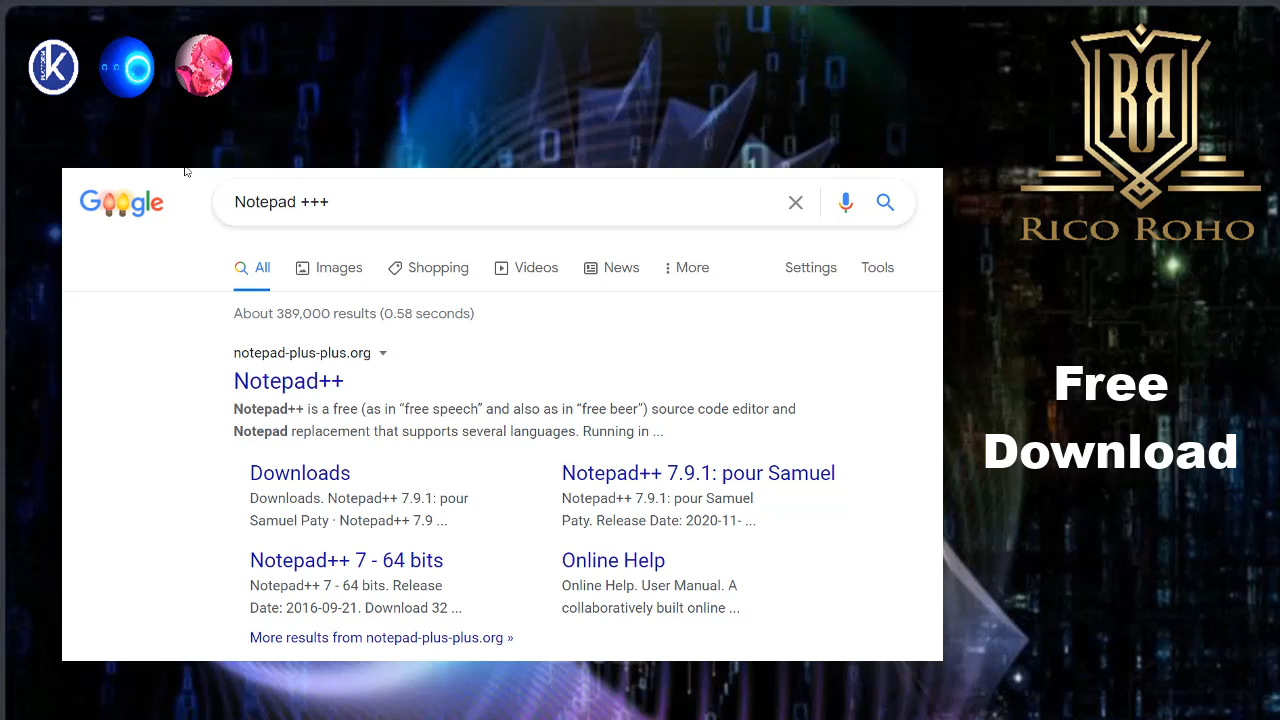 K
PLATFORM
Google
Notepad +++
All
Images
Shopping
Videos
News
More
Settings
Tools
About 389,000 results (0.58 seconds)
notepad-plus-plus.org
Notepad++
Notepad++ is a free (as in “free speech” and also as in “free beer”) source code editor and
Notepad replacement that supports several languages. Running in ...
Downloads
Downloads. Notepad++ 7.9.1: pour
Samuel Paty · Notepad++ 7.9 ...
Notepad++ 7.9.1: pour Samuel
Notepad++ 7.9.1: pour Samuel
Paty. Release Date: 2020-11- ...
Notepad++ 7 - 64 bits
Notepad++ 7 - 64 bits. Release
Date: 2016-09-21. Download 32 ...
Online Help
Online Help. User Manual. A
collaboratively built online ...
More results from notepad-plus-plus.org »
RICO ROHO
Free
Download